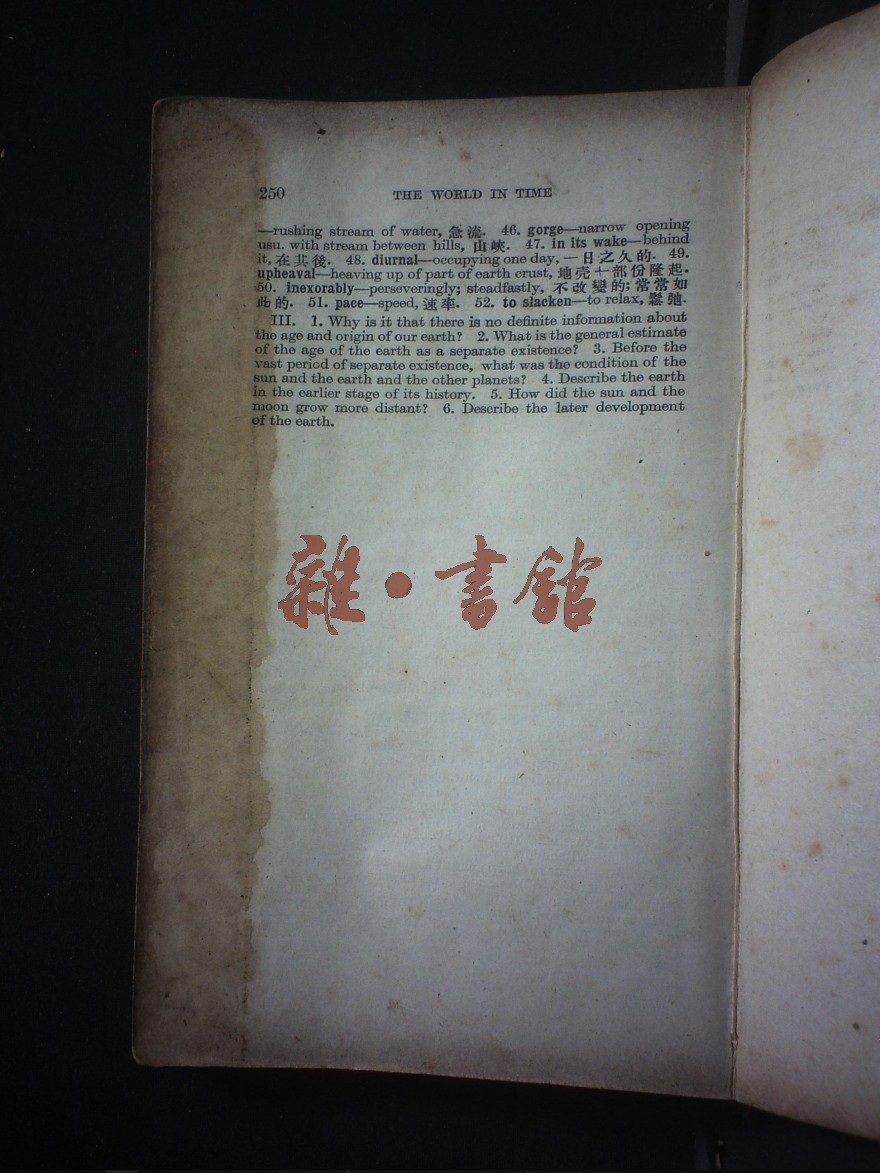 250 THE WORLD IN TIME
—rushing stream of water, 急流. 46. gorge—narrow opening
usu. with stream between hills, 山峽. 47. in its wake—behind
it, 在其後. 48. diurnal—occupying one day, 一日之久的. 49.
upheaval—heaving up of part of earth crust, 地壳一部份隆起.
50. inexorably—perseveringly; steadfastly, 不改變的; 常常如
此的. 51. pace—speed, 速率. 52. to slacken—to relax, 鬆弛.
III. 1. Why is it that there is no definite information about
the age and origin of our earth? 2. What is the general estimate
of the age of the earth as a separate existence? 3. Before the
vast period of separate existence, what was the condition of the
sun and the earth and the other planets? 4. Describe the earth
in the earlier stage of its history. 5. How did the sun and the
moon grow more distant? 6. Describe the later development
of the earth.
雜·書館